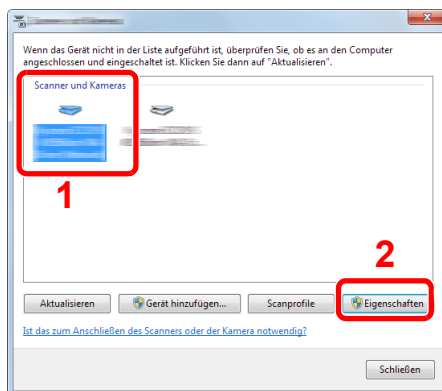 Wenn das Gerät nicht in der Liste aufgeführt ist, überprüfen Sie, ob es an den Computer
angeschlossen und eingeschaltet ist. Klicken Sie dann auf "Aktualisieren".
Scanner und Kameras
1
2
Aktualisieren
Gerät hinzufügen...
Scanprofile
Eigenschaften
Ist das zum Anschließen des Scanners oder der Kamera notwendig?
Schließen